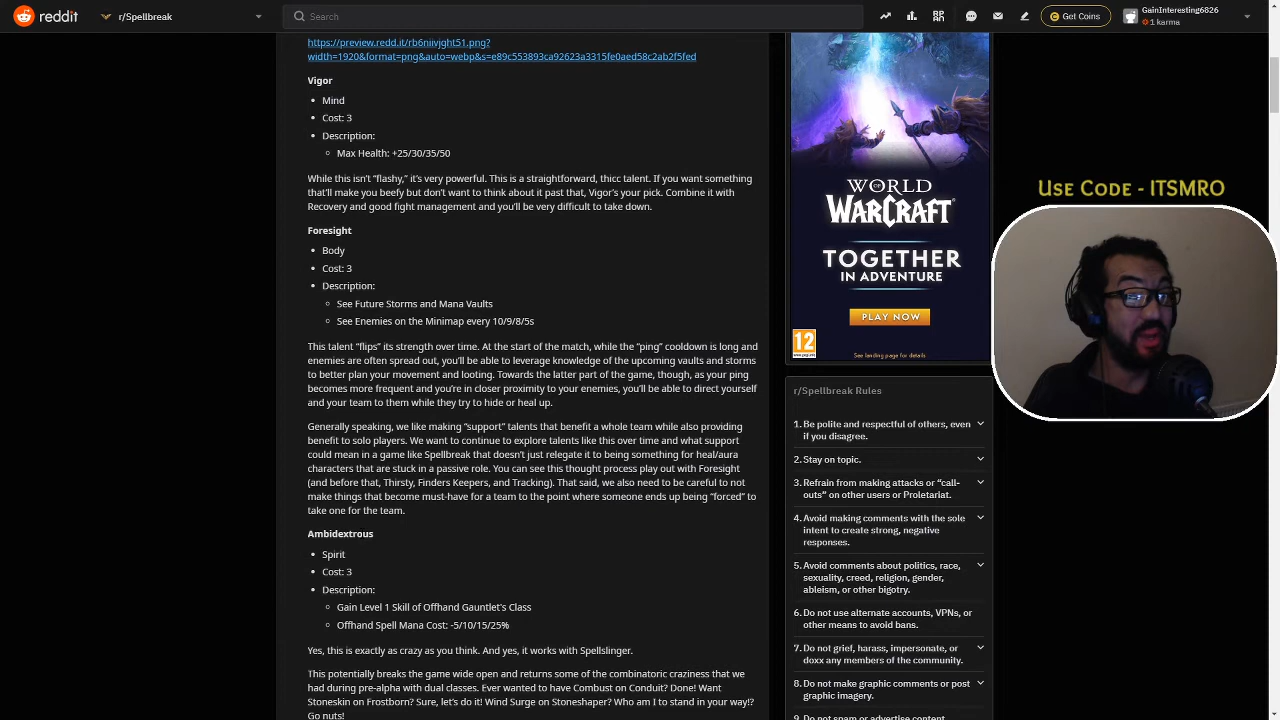 reddit
r/Spellbreak
Search
Get Coins
GainInteresting6826
1 karma
https://preview.redd.it/rb6niivjght51.png?
width=1920&format=png&auto=webp&s=e89c553893ca92623a3315fe0aed58c2ab2f5fed
Vigor
• Mind
• Cost: 3
• Description:
○ Max Health: +25/30/35/50
While this isn't “flashy,” it's very powerful. This is a straightforward, thicc talent. If you want something
that'll make you beefy but don't want to think about it past that, Vigor's your pick. Combine it with
Recovery and good fight management and you'll be very difficult to take down.
Foresight
• Body
• Cost: 3
• Description:
○ See Future Storms and Mana Vaults
○ See Enemies on the Minimap every 10/9/8/5s
This talent “flips” its strength over time. At the start of the match, while the “ping” cooldown is long and
enemies are often spread out, you'll be able to leverage knowledge of the upcoming vaults and storms
to better plan your movement and looting. Towards the latter part of the game, though, as your ping
becomes more frequent and you're in closer proximity to your enemies, you'll be able to direct yourself
and your team to them while they try to hide or heal up.
Generally speaking, we like making “support” talents that benefit a whole team while also providing
benefit to solo players. We want to continue to explore talents like this over time and what support
could mean in a game like Spellbreak that doesn't just relegate it to being something for heal/aura
characters that are stuck in a passive role. You can see this thought process play out with Foresight
(and before that, Thirsty, Finders Keepers, and Tracking). That said, we also need to be careful to not
make things that become must-have for a team to the point where someone ends up being “forced” to
take one for the team.
Ambidextrous
• Spirit
• Cost: 3
• Description:
○ Gain Level 1 Skill of Offhand Gauntlet's Class
○ Offhand Spell Mana Cost: -5/10/15/25%
Yes, this is exactly as crazy as you think. And yes, it works with Spellslinger.
This potentially breaks the game wide open and returns some of the combinatoric craziness that we
had during pre-alpha with dual classes. Ever wanted to have Combust on Conduit? Done! Want
Stoneskin on Frostborn? Sure, let's do it! Wind Surge on Stoneshaper? Who am I to stand in your way!?
Go nuts!
WORLD
OF
WARCRAFT
TOGETHER
IN ADVENTURE
PLAY NOW
12
See landing page for details
r/Spellbreak Rules
1. Be polite and respectful of others, even
if you disagree.
2. Stay on topic.
3. Refrain from making attacks or “call-
outs” on other users or Proletariat.
4. Avoid making comments with the sole
intent to create strong, negative
responses.
5. Avoid comments about politics, race,
sexuality, creed, religion, gender,
ableism, or other bigotry.
6. Do not use alternate accounts, VPNs, or
other means to avoid bans.
7. Do not grief, harass, impersonate, or
doxx any members of the community.
8. Do not make graphic comments or post
graphic imagery.
9. Do not spam or advertise content
USE CODE - ITSMRO